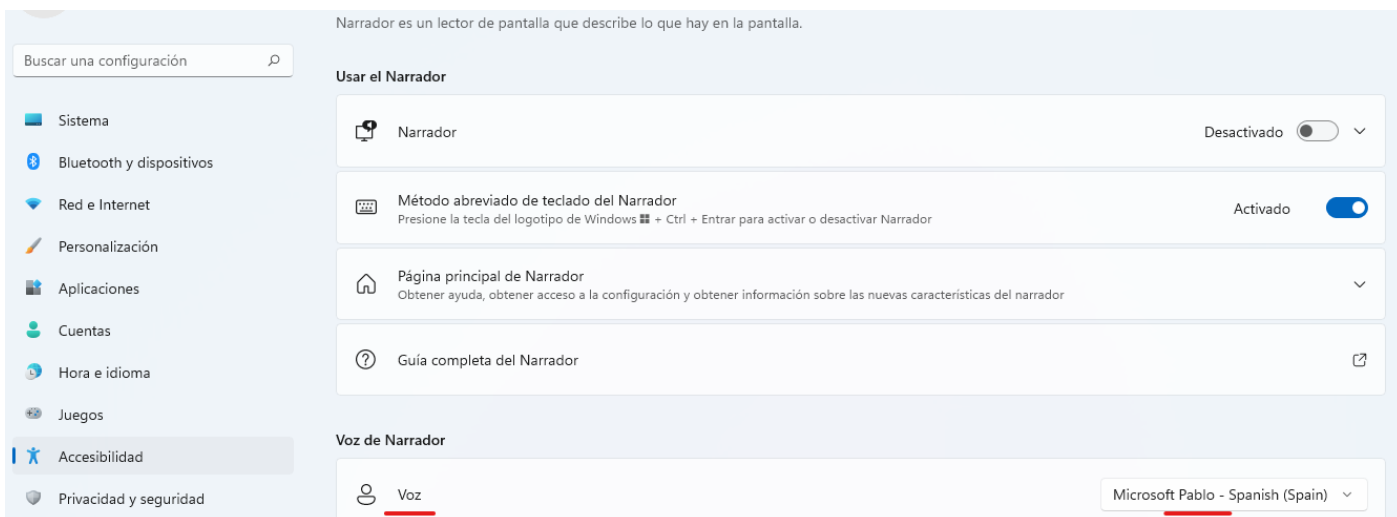 Narrador es un lector de pantalla que describe lo que hay en la pantalla.
Buscar una configuración
Sistema
Bluetooth y dispositivos
Red e Internet
Personalización
Aplicaciones
Cuentas
Hora e idioma
Juegos
Accesibilidad
Privacidad y seguridad
Usar el Narrador
Narrador
Desactivado
Método abreviado de teclado del Narrador
Presione la tecla del logotipo de Windows + Ctrl + Entrar para activar o desactivar Narrador
Activado
Página principal de Narrador
Obtener ayuda, obtener acceso a la configuración y obtener información sobre las nuevas características del narrador
Guía completa del Narrador
Voz de Narrador
Voz
Microsoft Pablo - Spanish (Spain)